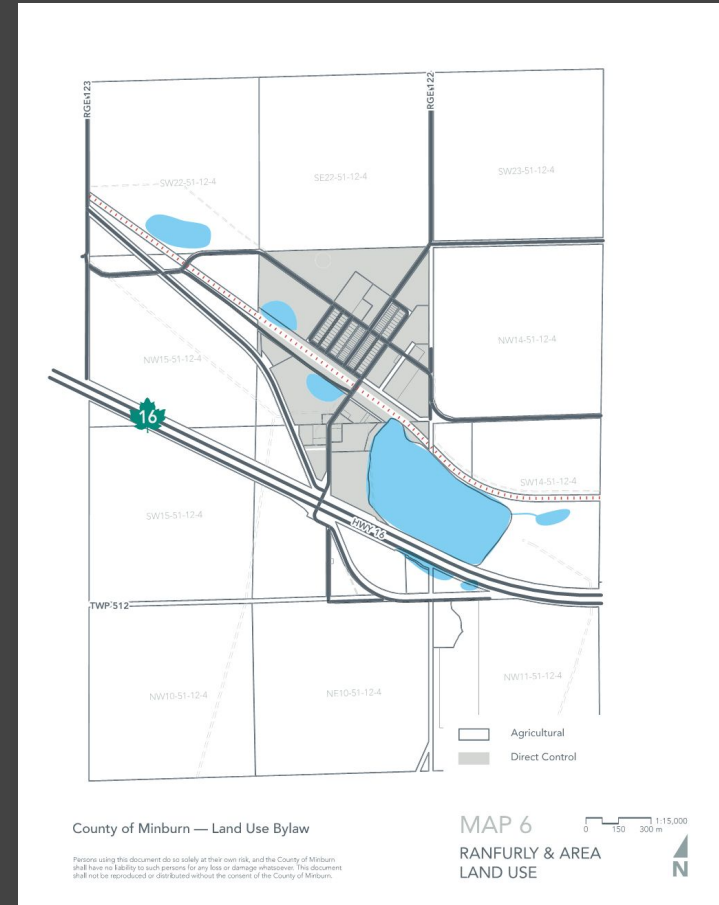 RGE 123
RGE 122
SW22-51-12-4
SE27-51-12-4
SW23-51-12-4
NW15-51-12-4
NW14-51-12-4
16
SW14-51-12-4
SW15-51-12-4
HWY 16
TWP 512
NW10-51-12-4
NE10-51-12-4
NW11-51-12-4
Agricultural
Direct Control
County of Minburn — Land Use Bylaw
Persons using this document do so solely at their own risk, and the County of Minburn
shall have no liability to such persons for any loss or damage whatsoever. This document
shall not be reproduced or distributed without the consent of the County of Minburn.
MAP 6
RANFURLY & AREA
LAND USE
1:15,000
0 150 300 m
N